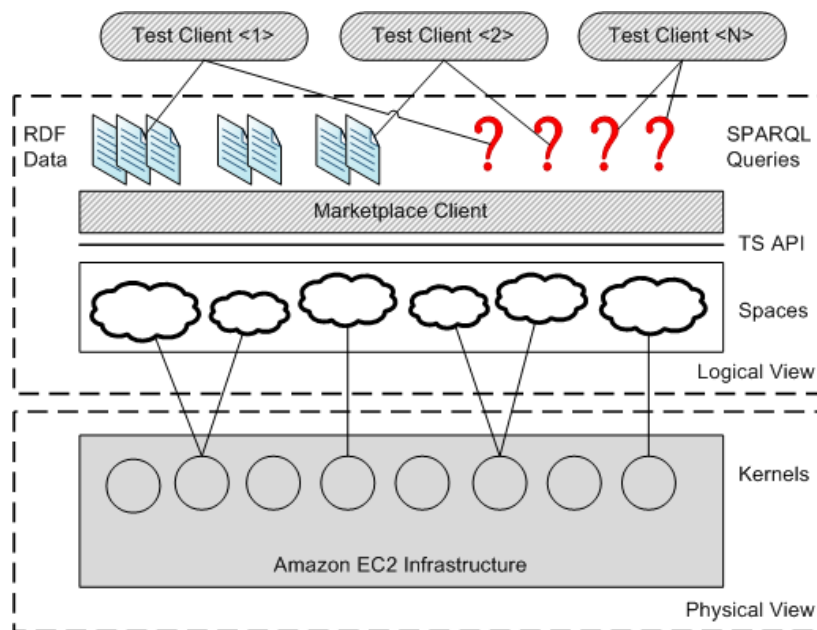 Test Client <1>
Test Client <2>
Test Client <N>
RDF
Data
SPARQL
Queries
Marketplace Client
TS API
Spaces
Logical View
Kernels
Amazon EC2 Infrastructure
Physical View